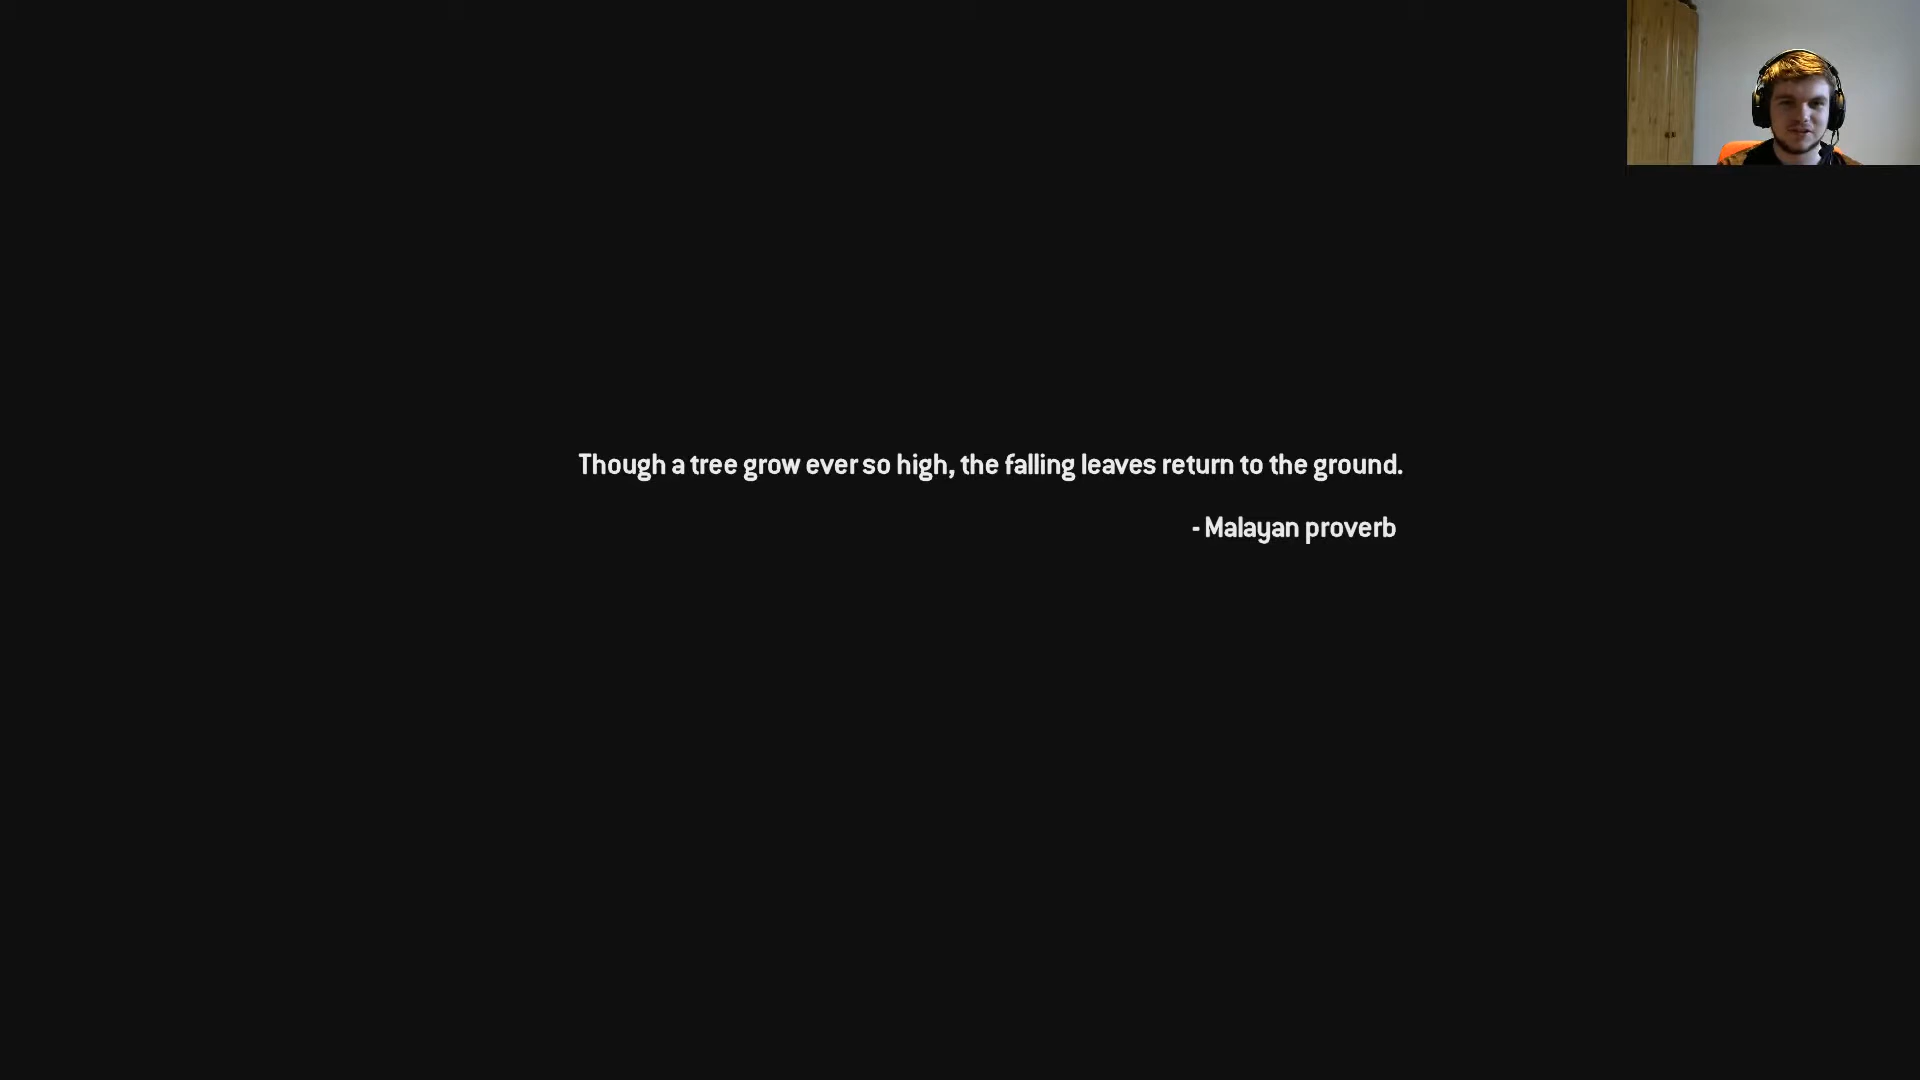 Though a tree grow ever so high, the falling leaves return to the ground.
- Malayan proverb